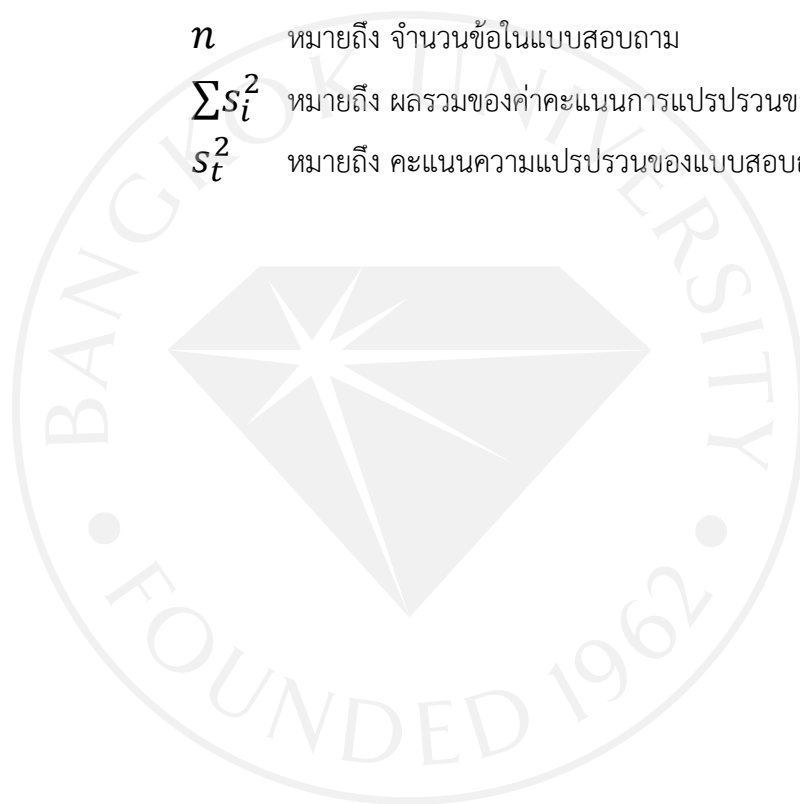 n หมายถึง จำนวนข้อในแบบสอบถาม
∑s_i^2 หมายถึง ผลรวมของค่าคะแนนการแปรปรวน
s_t^2 หมายถึง คะแนนความแปรปรวนของแบบสอบ
BANGKOK UNIVERSITY
• FOUNDED 1962 •